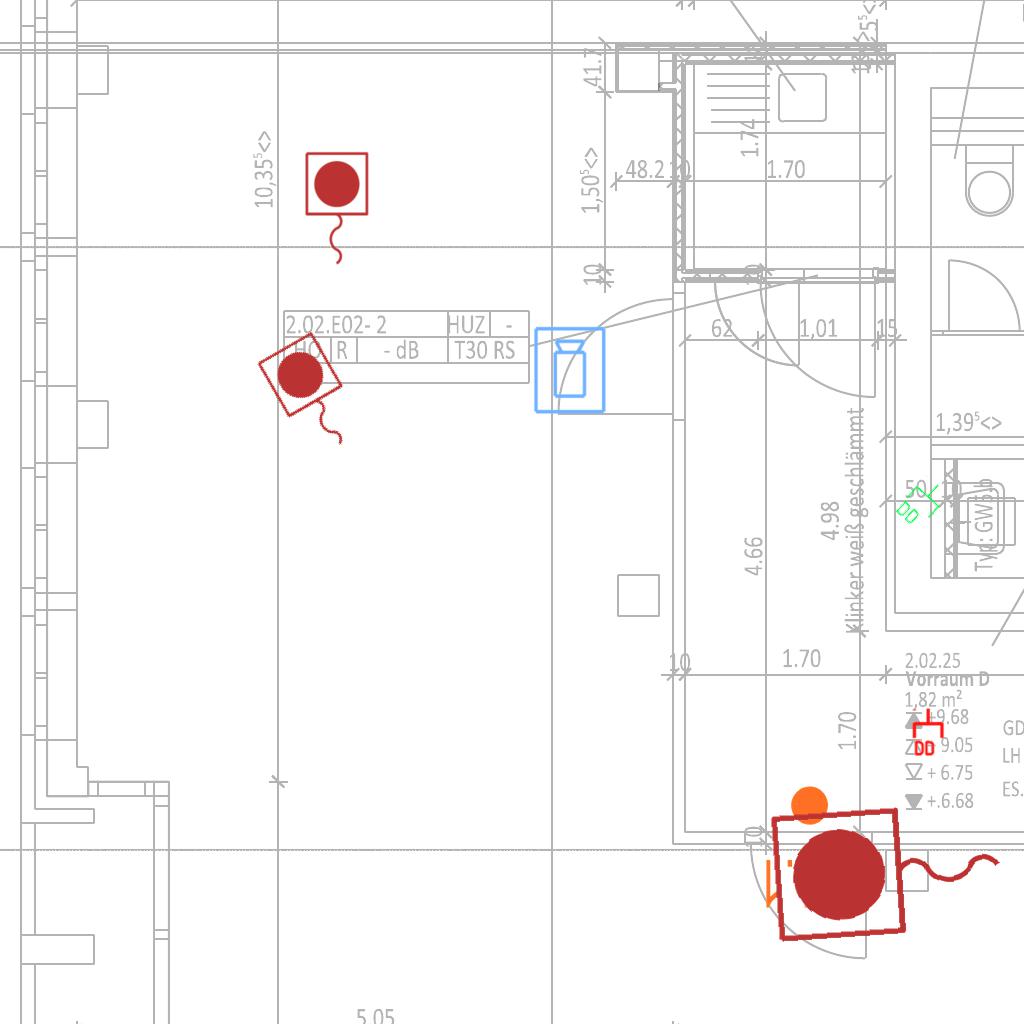 41.7
10,35⁵<>
1,50⁵<>
1.74
48.2
10
1.70
10
2.02.E02- 2 HUZ -
R - dB T30 RS
62
1,01
15
1,39⁵<>
50
4.98
4.66
Klinker weiß geschlämmt
Typ: GW5.b
10
1.70
2.02.25
Vorraum D
1,82 m²
+9.68
DD
9.05
+ 6.75
+.6.68
GD
LH
ES.
1.70
5.05